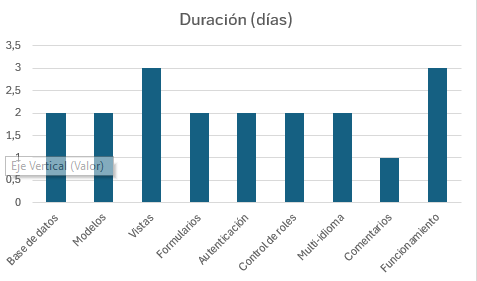 Duración (días)
3,5
3
2,5
2
1,5
1
Eje Vertical (Valor)
0,5
0
Base de datos
Modelos
Vistas
Formularios
Autenticación
Control de roles
Multi-idioma
Comentarios
Funcionamiento